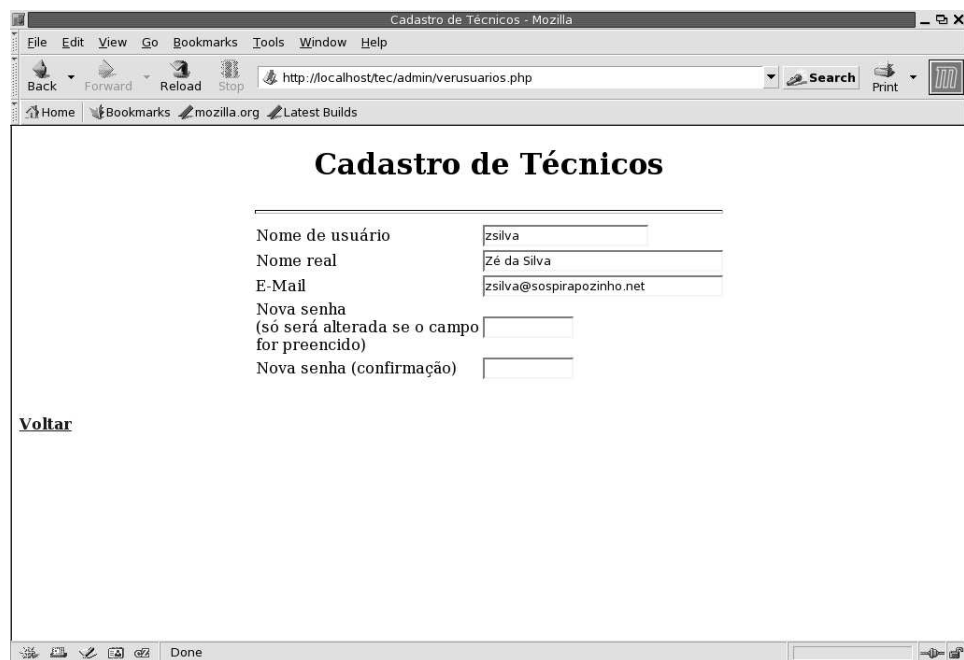 Cadastro de Técnicos - Mozilla
File Edit View Go Bookmarks Tools Window Help
Back Forward Reload Stop http://localhost/tec/admin/verusuarios.php Search Print
Home Bookmarks mozilla.org Latest Builds
Cadastro de Técnicos
Nome de usuário zsilva
Nome real Zé da Silva
E-Mail zsilva@sospirapozinho.net
Nova senha
(só será alterada se o campo
for preencido)
Nova senha (confirmação)
Voltar
Done